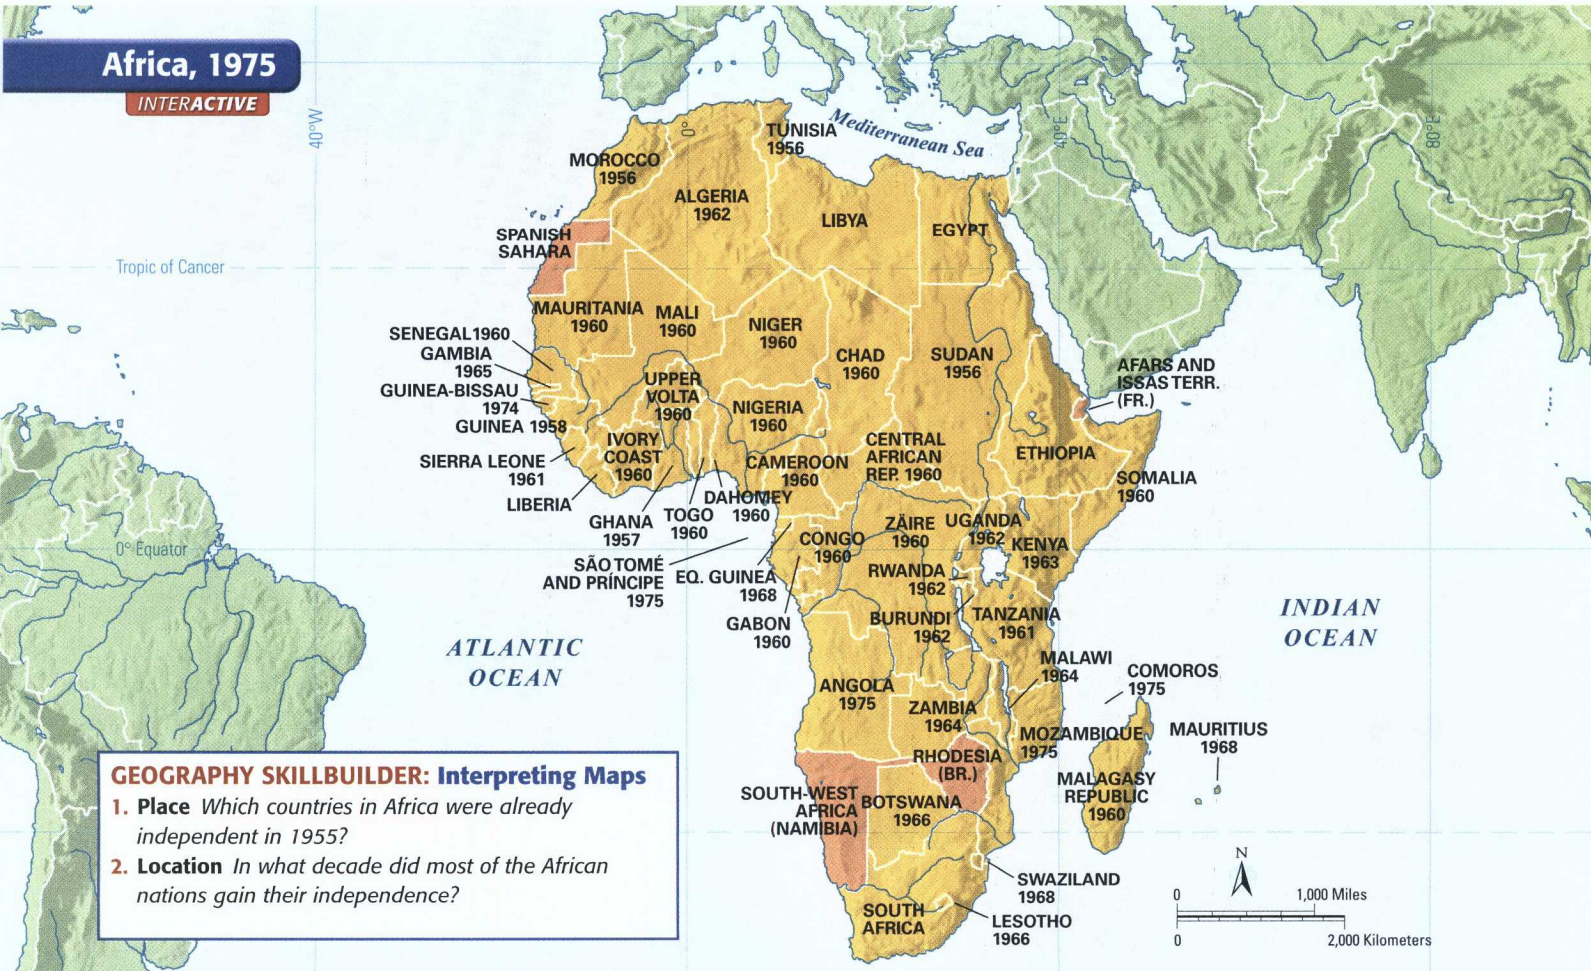 Africa, 1975
INTERACTIVE
40°W
0°
40°E
80°E
Mediterranean Sea
TUNISIA
1956
MOROCCO
1956
ALGERIA
1962
LIBYA
EGYPT
SPANISH
SAHARA
Tropic of Cancer
MAURITANIA
1960
MALI
1960
NIGER
1960
CHAD
1960
SUDAN
1956
SENEGAL 1960
GAMBIA
1965
GUINEA-BISSAU
1974
GUINEA 1958
UPPER
VOLTA
1960
NIGERIA
1960
AFARS AND
ISSAS TERR.
(FR.)
SIERRA LEONE
1961
LIBERIA
IVORY
COAST
1960
CAMEROON
1960
CENTRAL
AFRICAN
REP. 1960
ETHIOPIA
SOMALIA
1960
GHANA
1957
TOGO
1960
DAHOMEY
1960
0° Equator
SÃO TOMÉ
AND PRÍNCIPE
1975
EQ. GUINEA
1968
GABON
1960
CONGO
1960
ZÄIRE
1960
UGANDA
1962
KENYA
1963
RWANDA
1962
BURUNDI
1962
TANZANIA
1961
ATLANTIC
OCEAN
INDIAN
OCEAN
MALAWI
1964
COMOROS
1975
ANGOLA
1975
ZAMBIA
1964
MOZAMBIQUE
1975
MAURITIUS
1968
RHODESIA
(BR.)
MALAGASY
REPUBLIC
1960
SOUTH-WEST
AFRICA
(NAMIBIA)
BOTSWANA
1966
SWAZILAND
1968
SOUTH
AFRICA
LESOTHO
1966
GEOGRAPHY SKILLBUILDER: Interpreting Maps
1. Place Which countries in Africa were already
independent in 1955?
2. Location In what decade did most of the African
nations gain their independence?
N
0 1,000 Miles
0 2,000 Kilometers